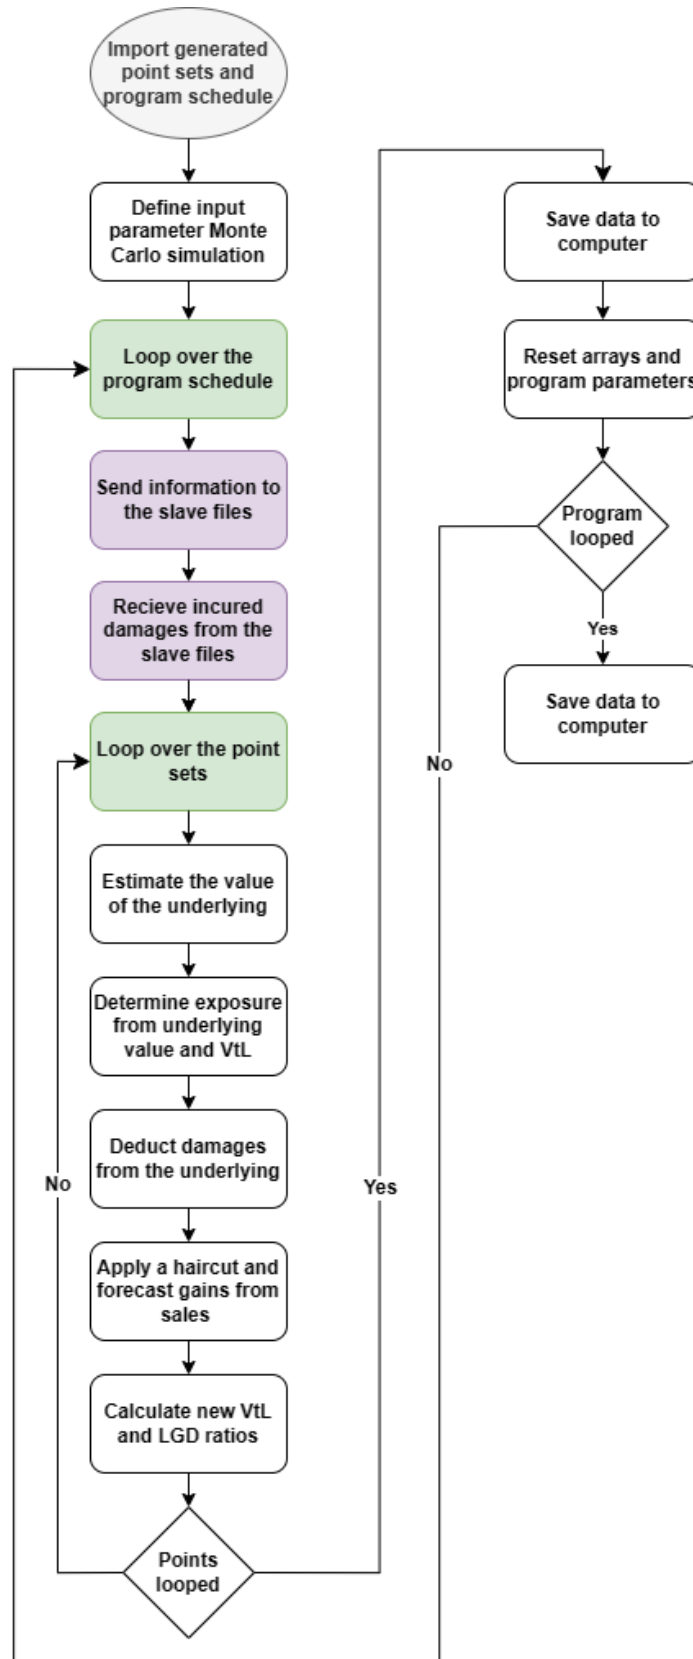 Import generated
point sets and
program schedule
Define input
parameter Monte
Carlo simulation
Loop over the
program schedule
Send information to
the slave files
Recieve incured
damages from the
slave files
Loop over the point
sets
Estimate the value
of the underlying
Determine exposure
from underlying
value and VtL
Deduct damages
from the underlying
Apply a haircut and
forecast gains from
sales
Calculate new VtL
and LGD ratios
Points
looped
No
Yes
Save data to
computer
Reset arrays and
program parameters
Program
looped
Yes
No
Save data to
computer